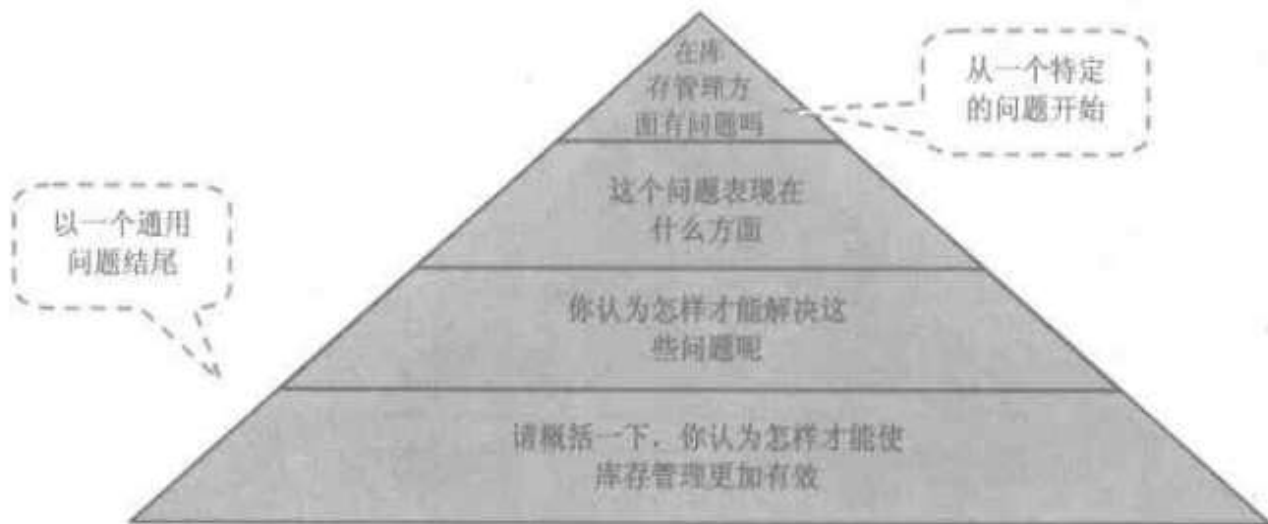 在库
存管理方
面有问题吗
从一个特定
的问题开始
这个问题表现在
什么方面
以一个通用
问题结尾
你认为怎样才能解决这
些问题呢
请概括一下，你认为怎样才能使
库存管理更加有效